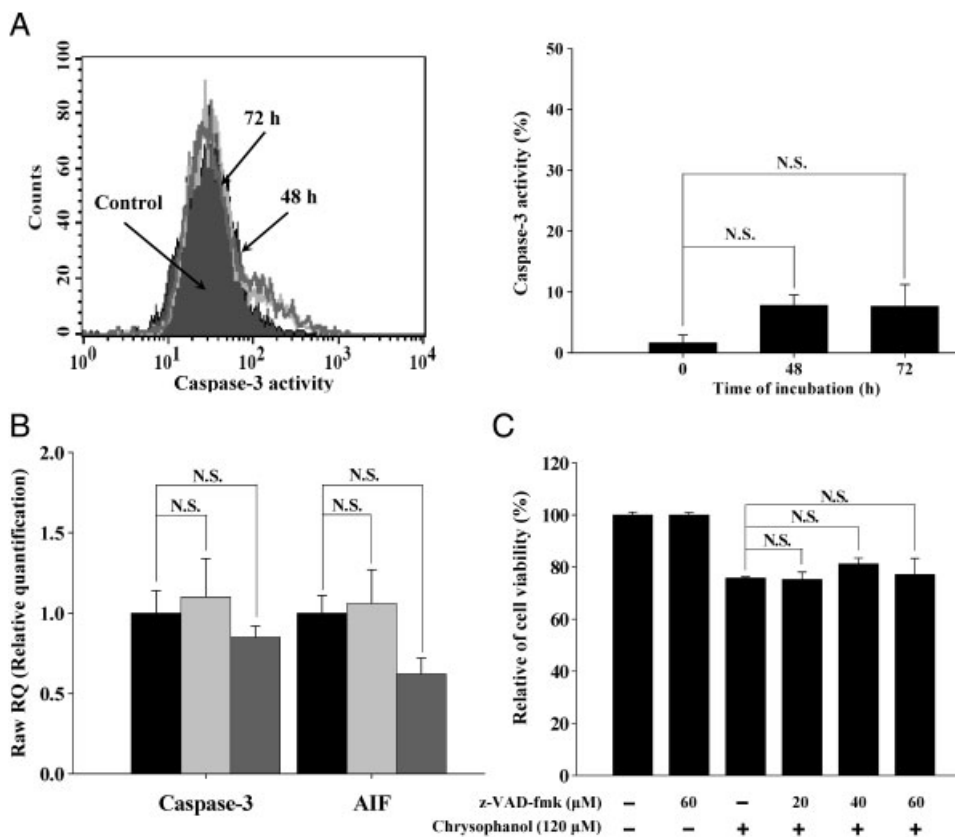 A
Counts
100
80
60
40
20
0
72 h
48 h
Control
10^0 10^1 10^2 10^3 10^4
Caspase-3 activity
Caspase-3 activity (%)
50
40
30
20
10
0
N.S.
N.S.
0 48 72
Time of incubation (h)
B
Raw RQ (Relative quantification)
2.0
1.5
1.0
0.5
0.0
N.S. N.S.
N.S. N.S.
Caspase-3 AIF
C
Relative of cell viability (%)
120
100
80
60
40
20
0
N.S.
N.S.
N.S.
z-VAD-fmk (µM) – 60 – 20 40 60
Chrysophanol (120 µM) – – + + + +